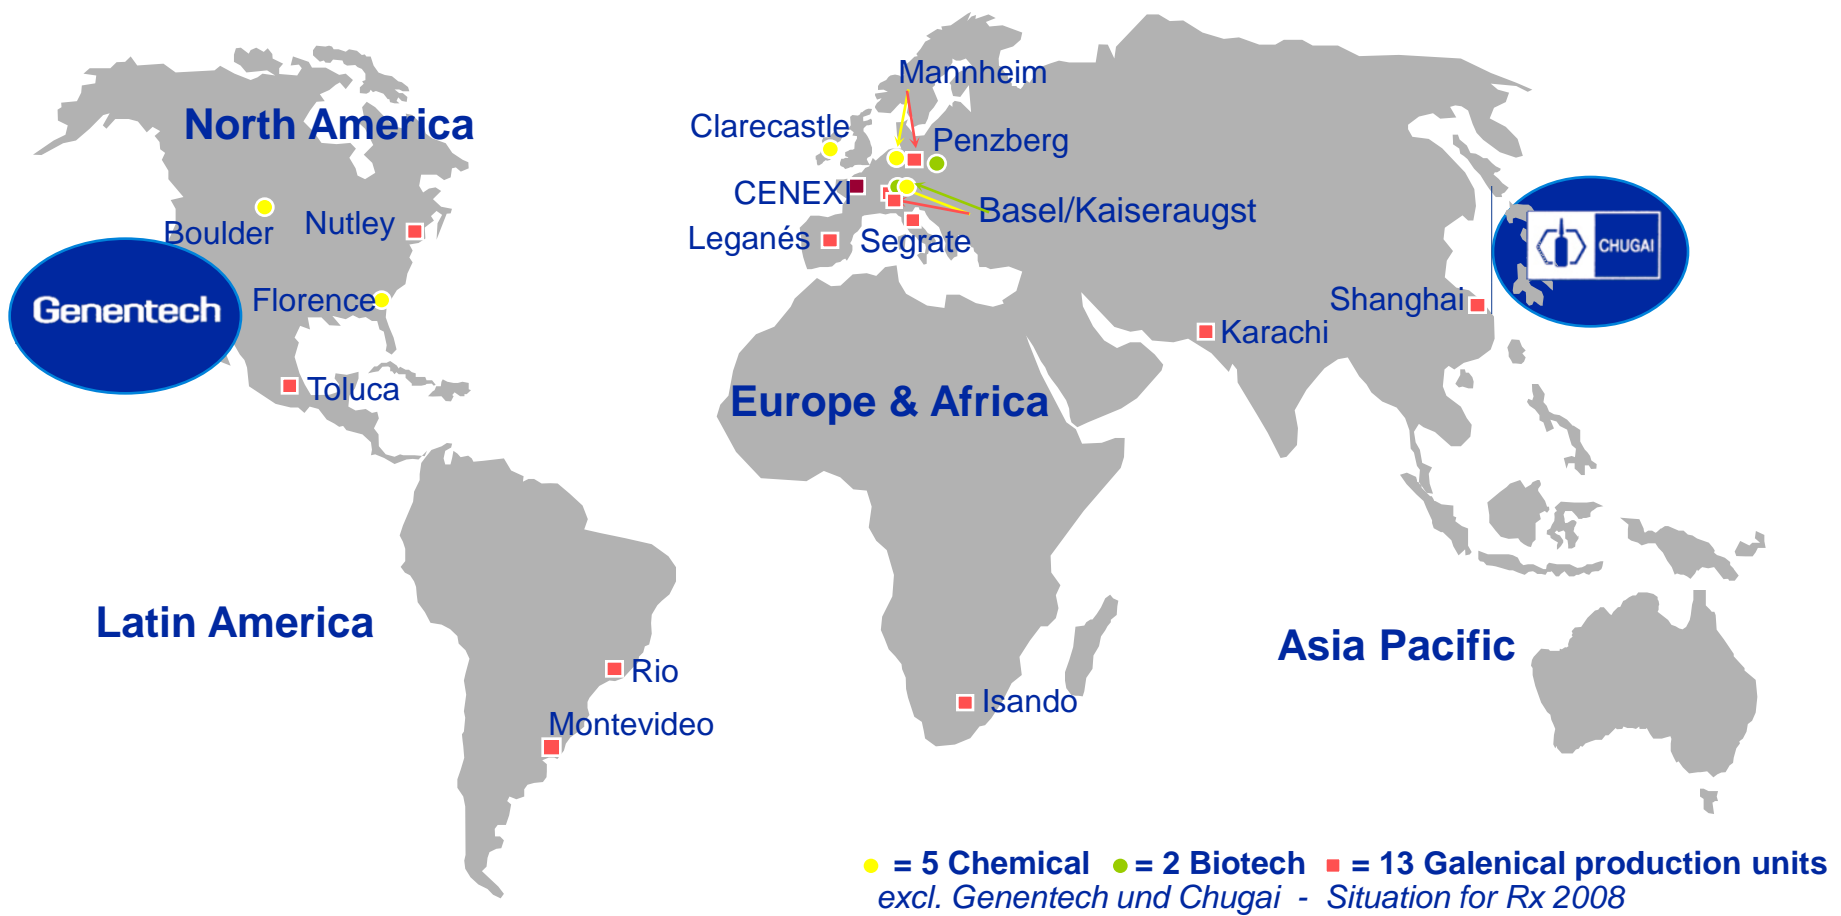 Mannheim
North America
Clarecastle
Penzberg
CENEXI
Basel/Kaiseraugst
Boulder
Nutley
Leganés
Segrate
CHUGAI
Genentech
Florence
Shanghai
Karachi
Toluca
Europe & Africa
Latin America
Asia Pacific
Rio
Isando
Montevideo
= 5 Chemical = 2 Biotech = 13 Galenical production units
excl. Genentech und Chugai - Situation for Rx 2008